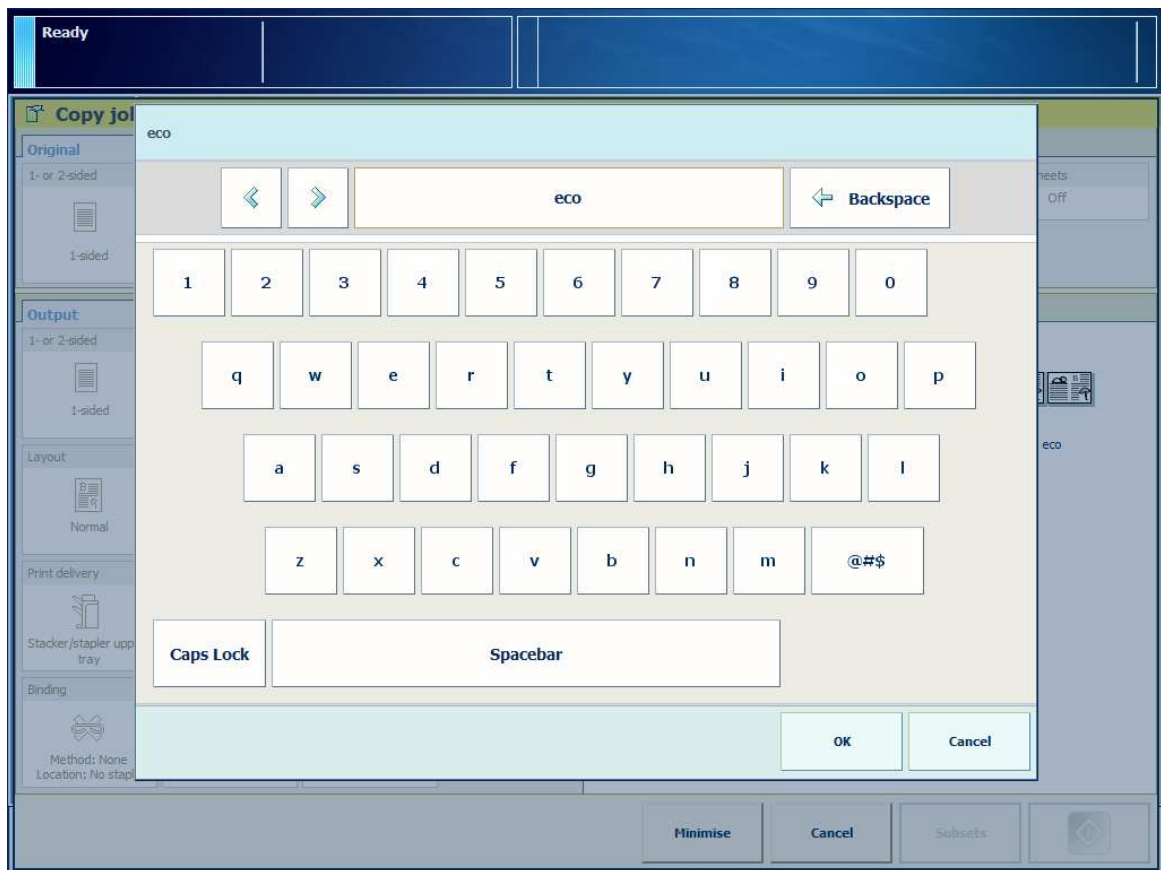 Ready
Copy jol
eco
Original
1- or 2-sided
1-sided
heets
Off
eco
Backspace
1 2 3 4 5 6 7 8 9 0
q w e r t y u i o p
a s d f g h j k l
z x c v b n m @#$
Caps Lock Spacebar
OK Cancel
Output
1- or 2-sided
1-sided
Layout
Normal
Print delivery
Stacker/stapler upp
tray
Binding
Method: None
Location: No stapl
eco
Minimise Cancel Subsets